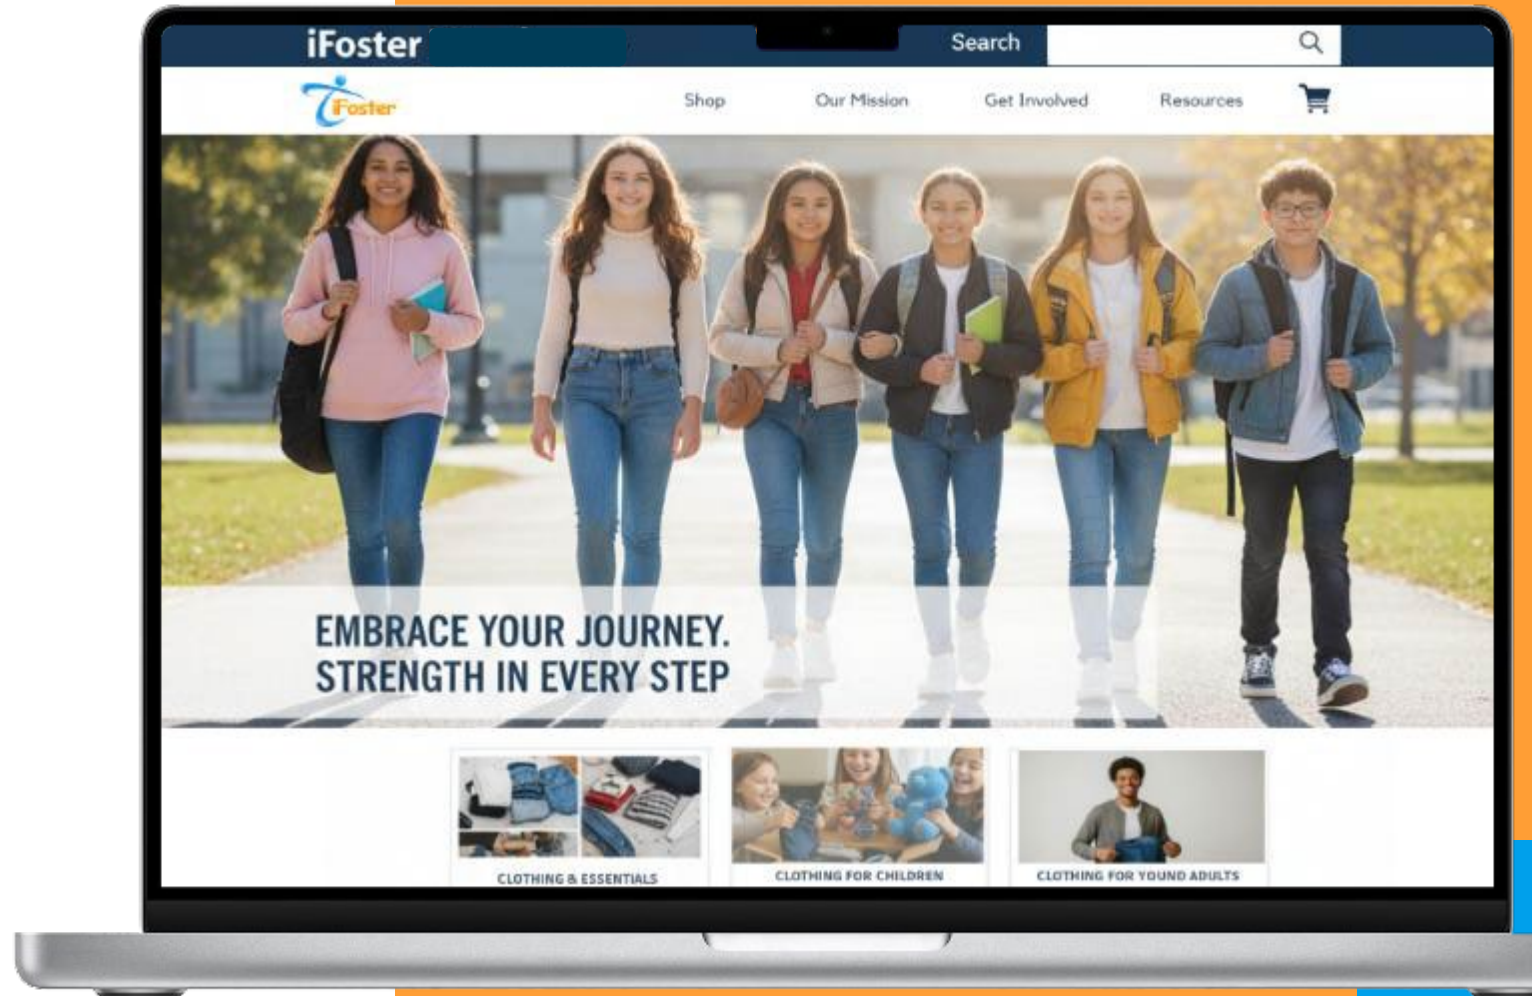 iFoster
Search
iFoster
Shop
Our Mission
Get Involved
Resources
EMBRACE YOUR JOURNEY.
STRENGTH IN EVERY STEP
CLOTHING & ESSENTIALS
CLOTHING FOR CHILDREN
CLOTHING FOR YOUND ADULTS